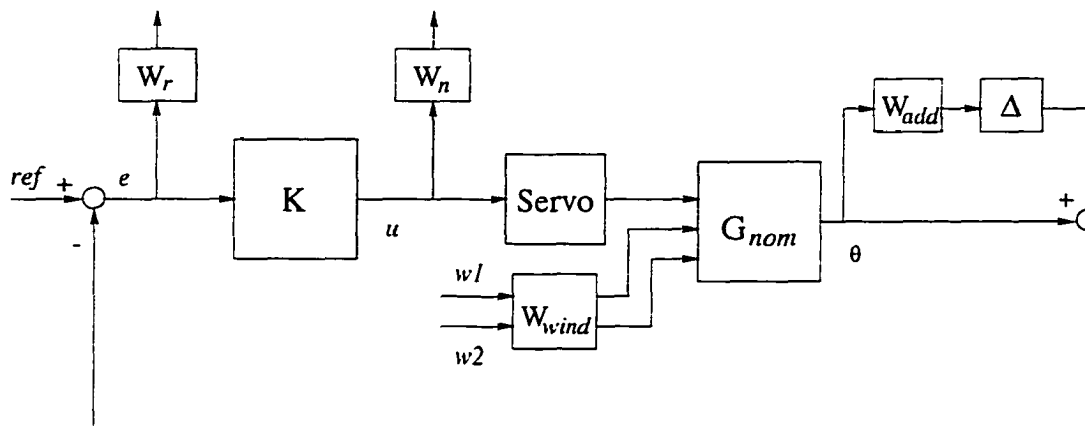 W_r
W_n
W_add
Δ
ref
+
e
K
u
Servo
G_nom
θ
+
-
w1
W_wind
w2